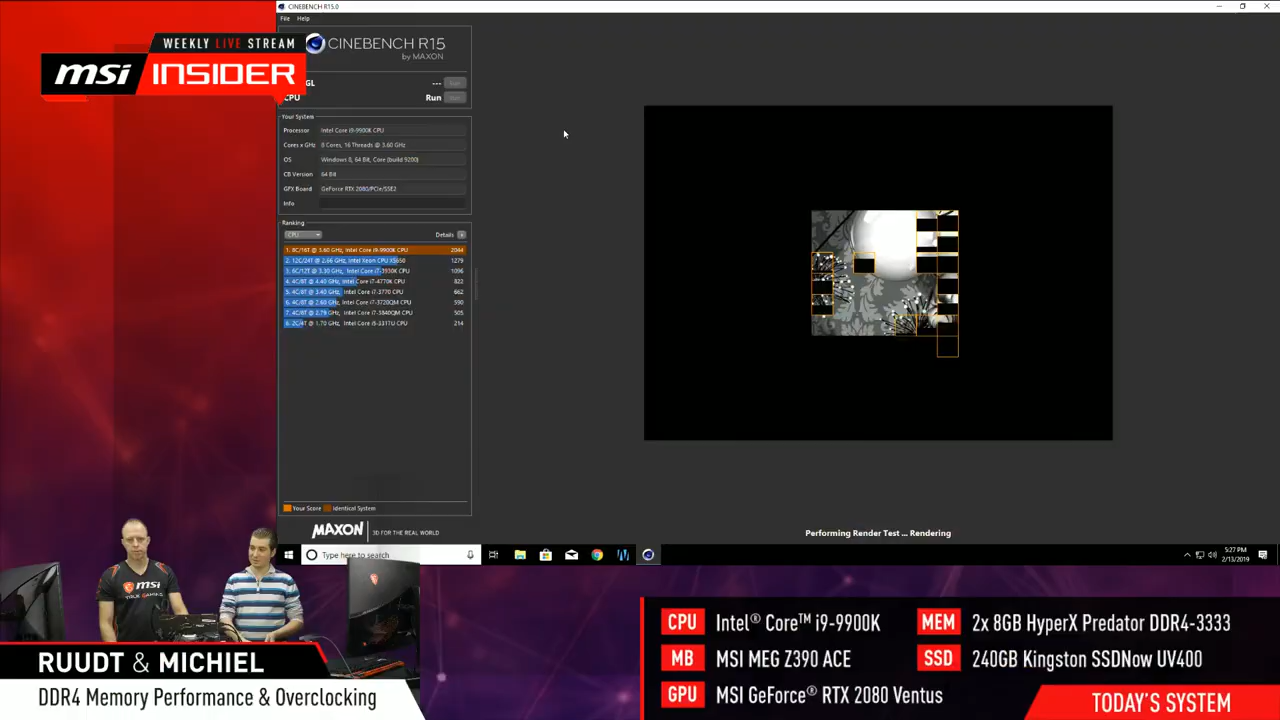 CINEBENCH R15.0
File Help
WEEKLY LIVE STREAM
msi INSIDER
CINEBENCH R15
by MAXON
GL ---
CPU Run
Your System
Processor Intel Core i9-9900K CPU
Cores x GHz 8 Cores, 16 Threads @ 3.60 GHz
OS Windows 8, 64 Bit, Core (build 9200)
CB Version 64 Bit
GFX Board GeForce RTX 2080/PCIe/SSE2
Info
Ranking
CPU Details
1. 8C/16T @ 3.60 GHz, Intel Core i9-9900K CPU 2044
2. 12C/24T @ 2.66 GHz, Intel Xeon CPU X5650 1279
3. 6C/12T @ 3.30 GHz, Intel Core i7-3930K CPU 1096
4. 4C/8T @ 4.40 GHz, Intel Core i7-4770K CPU 822
5. 4C/8T @ 3.40 GHz, Intel Core i7-3770 CPU 662
6. 4C/8T @ 2.60 GHz, Intel Core i7-3720QM CPU 590
7. 4C/8T @ 2.79 GHz, Intel Core i7-3840QM CPU 505
8. 2C/4T @ 1.70 GHz, Intel Core i5-3317U CPU 214
Your Score Identical System
MAXON 3D FOR THE REAL WORLD
Performing Render Test ... Rendering
Type here to search
5:27 PM
2/13/2019
msi
TRUE GAMING
RUUDT & MICHIEL
DDR4 Memory Performance & Overclocking
CPU Intel® Core™ i9-9900K
MB MSI MEG Z390 ACE
GPU MSI GeForce® RTX 2080 Ventus
MEM 2x 8GB HyperX Predator DDR4-3333
SSD 240GB Kingston SSDNow UV400
TODAY'S SYSTEM